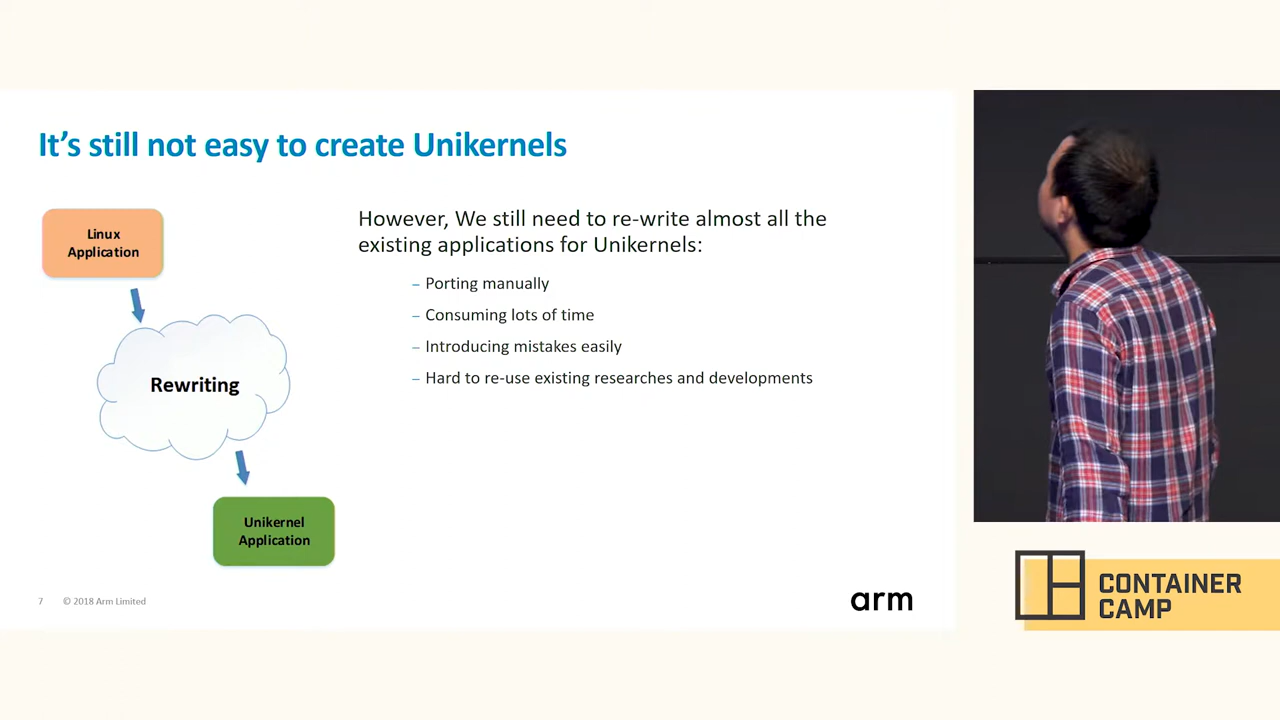 It's still not easy to create Unikernels
Linux
Application
Rewriting
Unikernel
Application
However, We still need to re-write almost all the
existing applications for Unikernels:
– Porting manually
– Consuming lots of time
– Introducing mistakes easily
– Hard to re-use existing researches and developments
7 © 2018 Arm Limited
arm
CONTAINER
CAMP